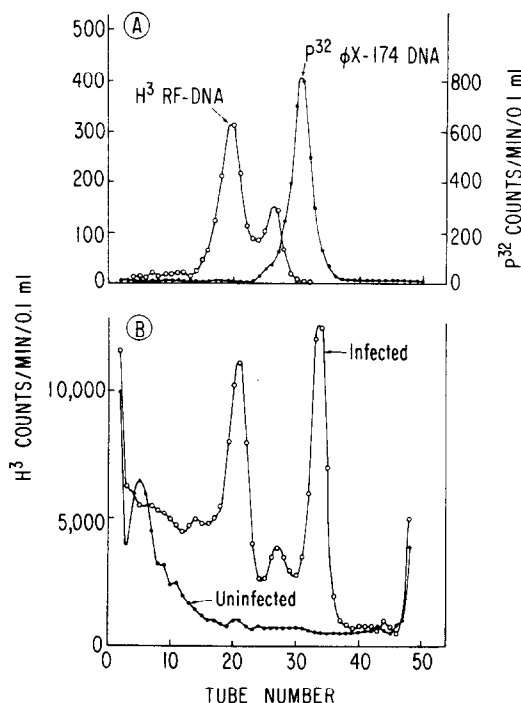 A
500
400
300
200
100
0
H³ RF-DNA
P³² φX-174 DNA
800
600
400
200
0
P³² COUNTS/MIN/0.1 ml
B
H³ COUNTS/MIN/0.1 ml
10,000
5,000
0
Infected
Uninfected
0 10 20 30 40 50
TUBE NUMBER